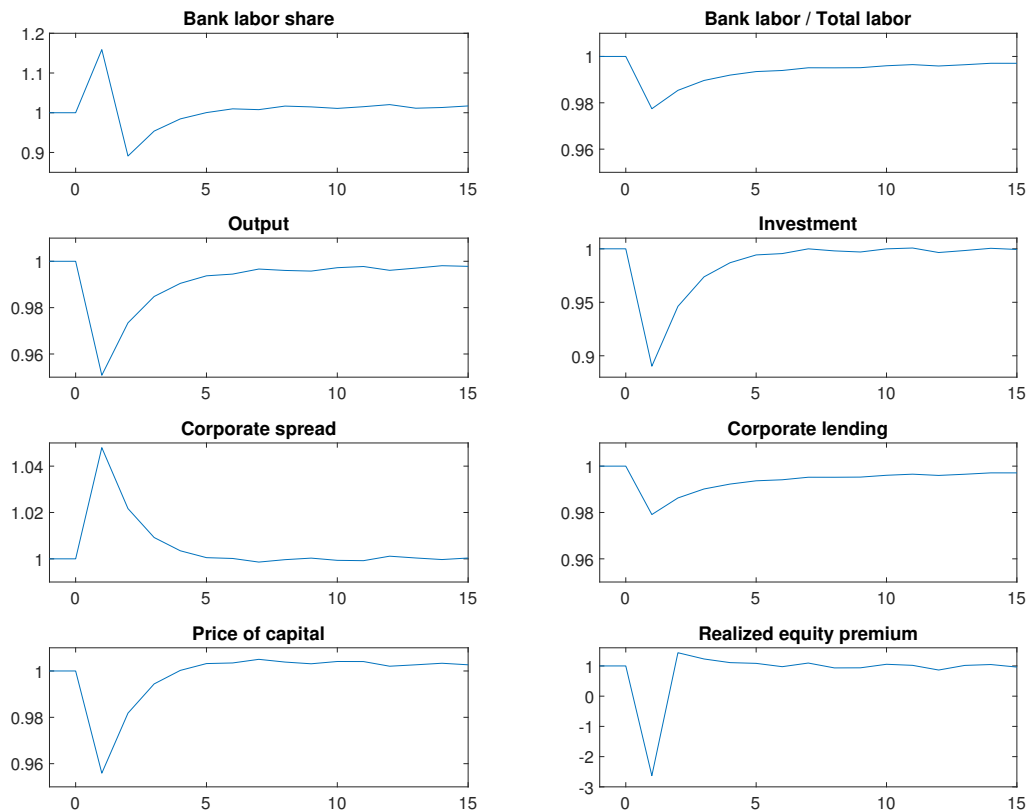 Bank labor share
1.2
1.1
1
0.9
0 5 10 15
Bank labor / Total labor
1
0.98
0.96
0 5 10 15
Output
1
0.98
0.96
0 5 10 15
Investment
1
0.95
0.9
0 5 10 15
Corporate spread
1.04
1.02
1
0 5 10 15
Corporate lending
1
0.98
0.96
0 5 10 15
Price of capital
1
0.98
0.96
0 5 10 15
Realized equity premium
1
0
-1
-2
-3
0 5 10 15